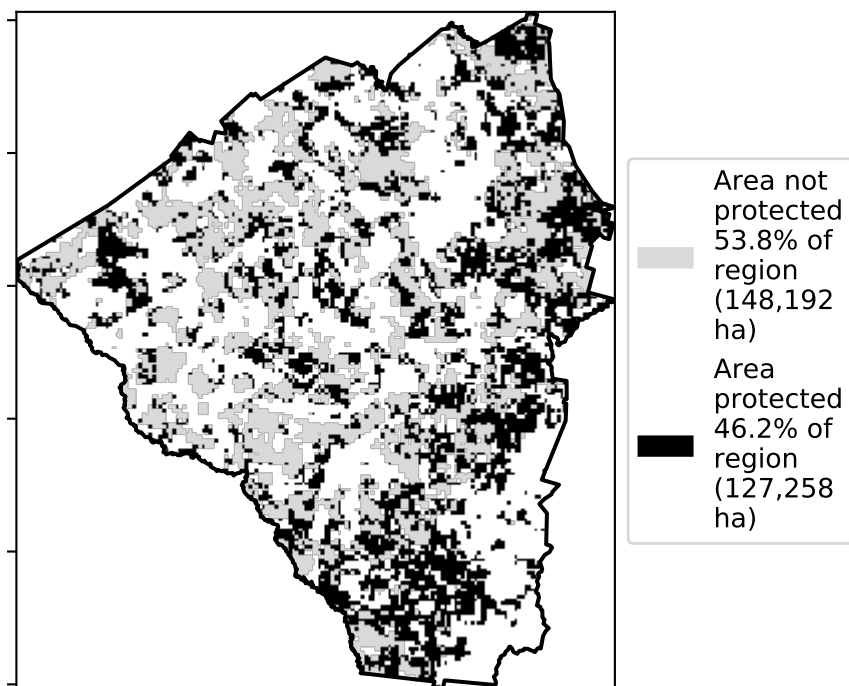 Area not
protected
53.8% of
region
(148,192
ha)
Area
protected
46.2% of
region
(127,258
ha)